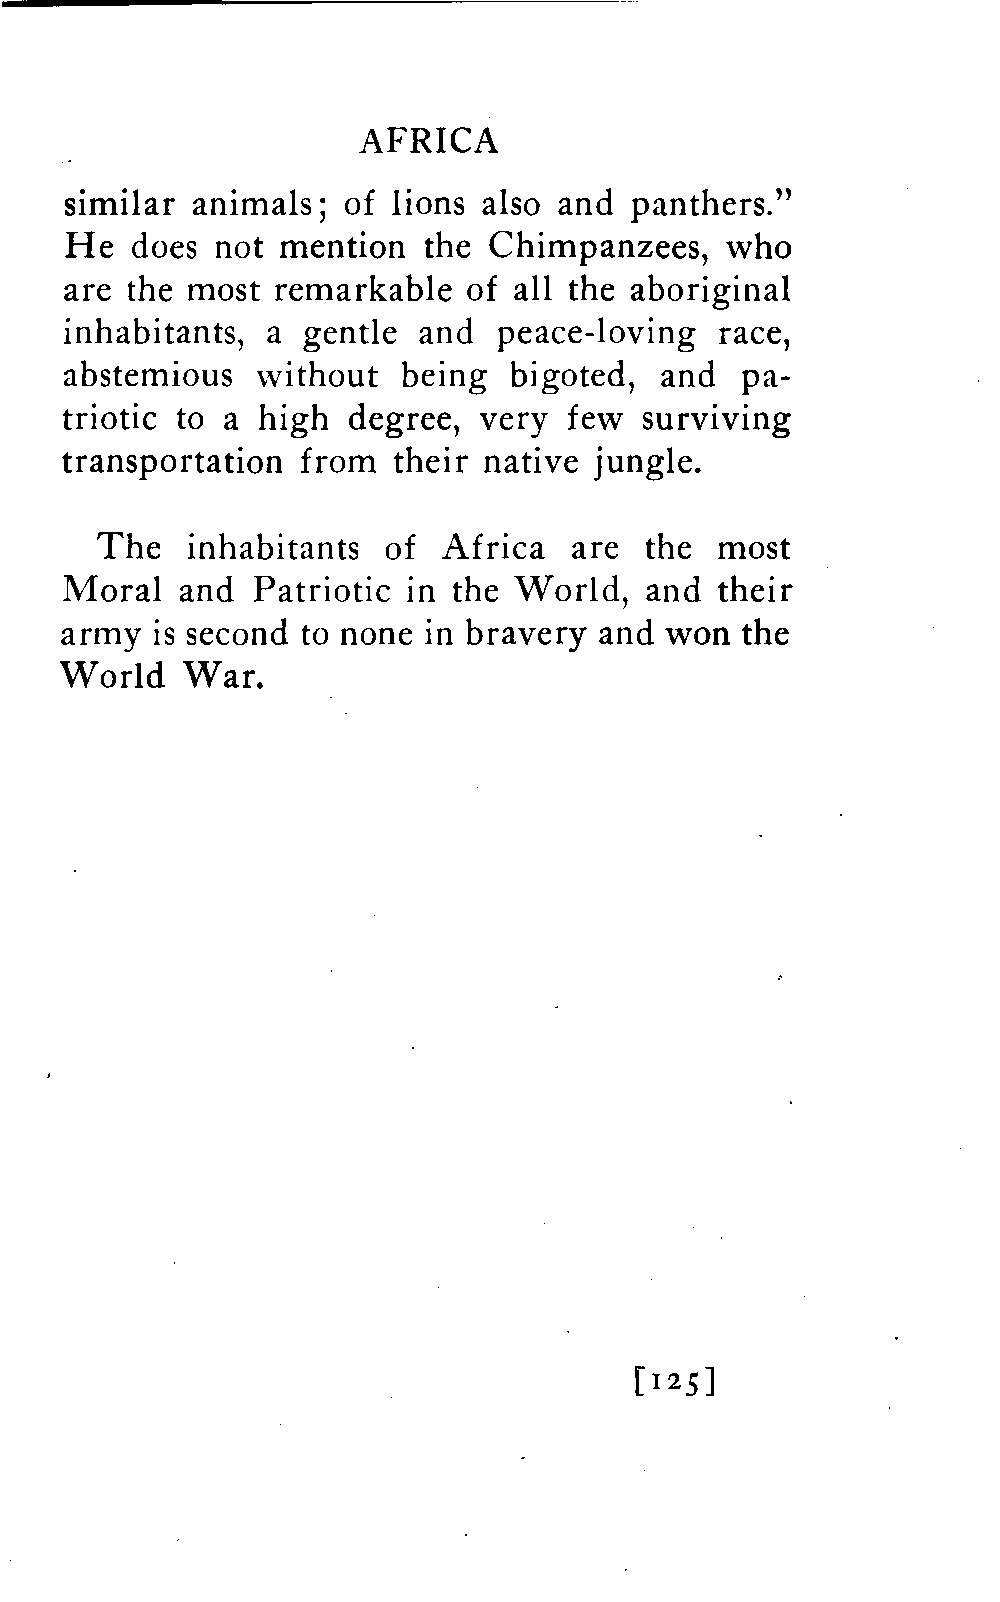 AFRICA
similar animals; of lions also and panthers.”
He does not mention the Chimpanzees, who
are the most remarkable of all the aboriginal
inhabitants, a gentle and peace-loving race,
abstemious without being bigoted, and pa-
triotic to a high degree, very few surviving
transportation from their native jungle.
The inhabitants of Africa are the most
Moral and Patriotic in the World, and their
army is second to none in bravery and won the
World War.
[125]